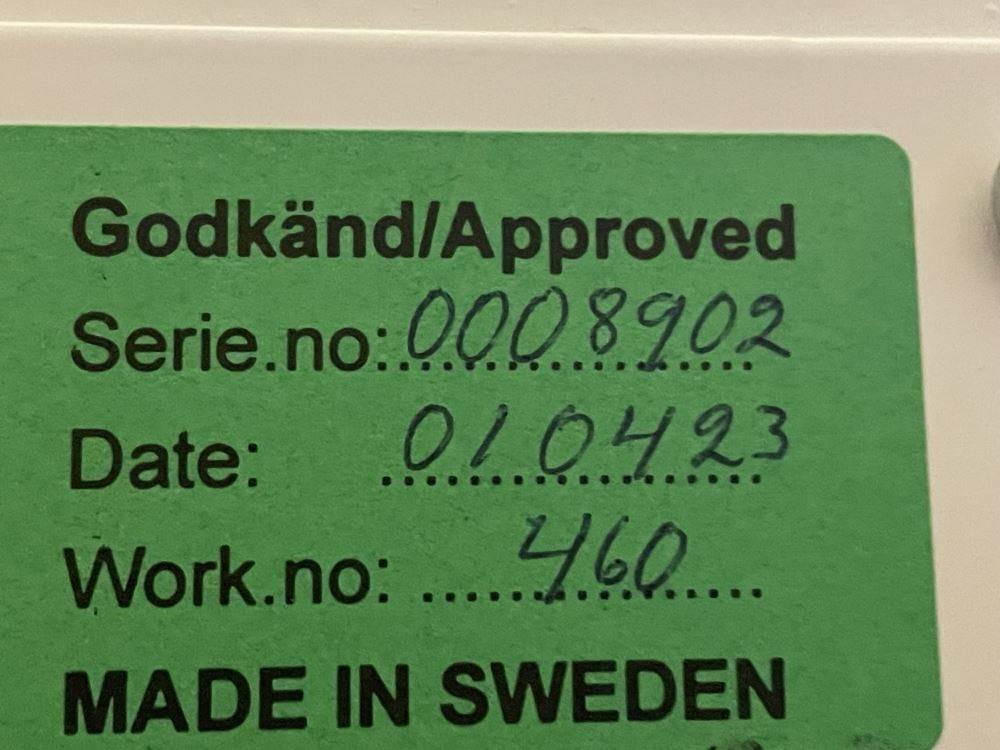 Godkänd/Approved
Serie.no: 0008902
Date: 010423
Work.no: 460
MADE IN SWEDEN